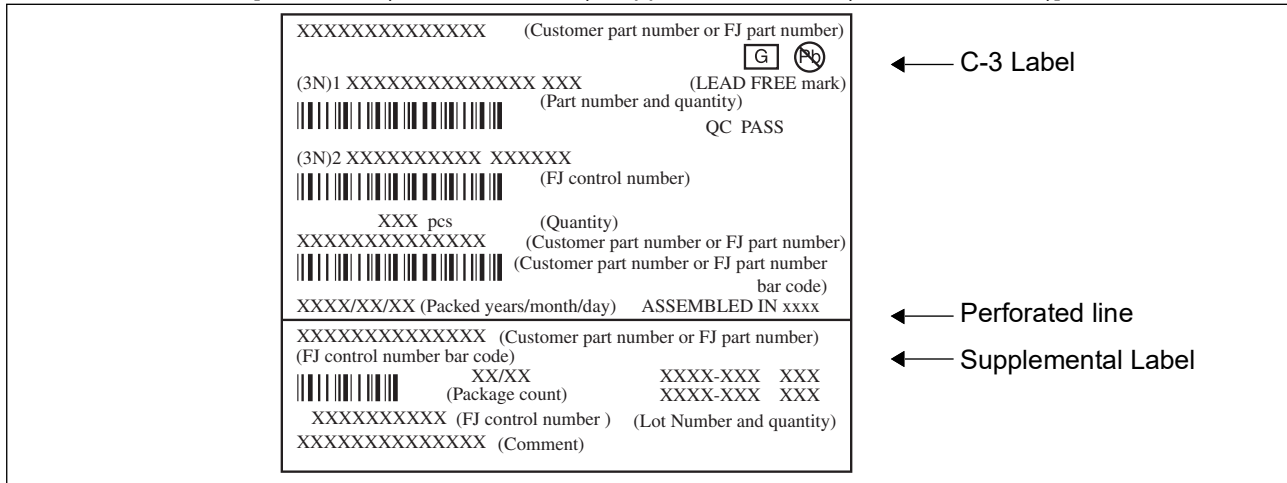 XXXXXXXXXXXXXX (Customer part number or FJ part number)
G Pb
C-3 Label
(3N)1 XXXXXXXXXXXXXX XXX (LEAD FREE mark)
(Part number and quantity)
QC PASS
(3N)2 XXXXXXXXXX XXXXXX
(FJ control number)
XXX pcs (Quantity)
XXXXXXXXXXXXXX (Customer part number or FJ part number)
(Customer part number or FJ part number
bar code)
XXXX/XX/XX (Packed years/month/day) ASSEMBLED IN xxxx
Perforated line
XXXXXXXXXXXXXX (Customer part number or FJ part number)
(FJ control number bar code)
Supplemental Label
XX/XX XXXX-XXX XXX
(Package count) XXXX-XXX XXX
XXXXXXXXXX (FJ control number ) (Lot Number and quantity)
XXXXXXXXXXXXXX (Comment)